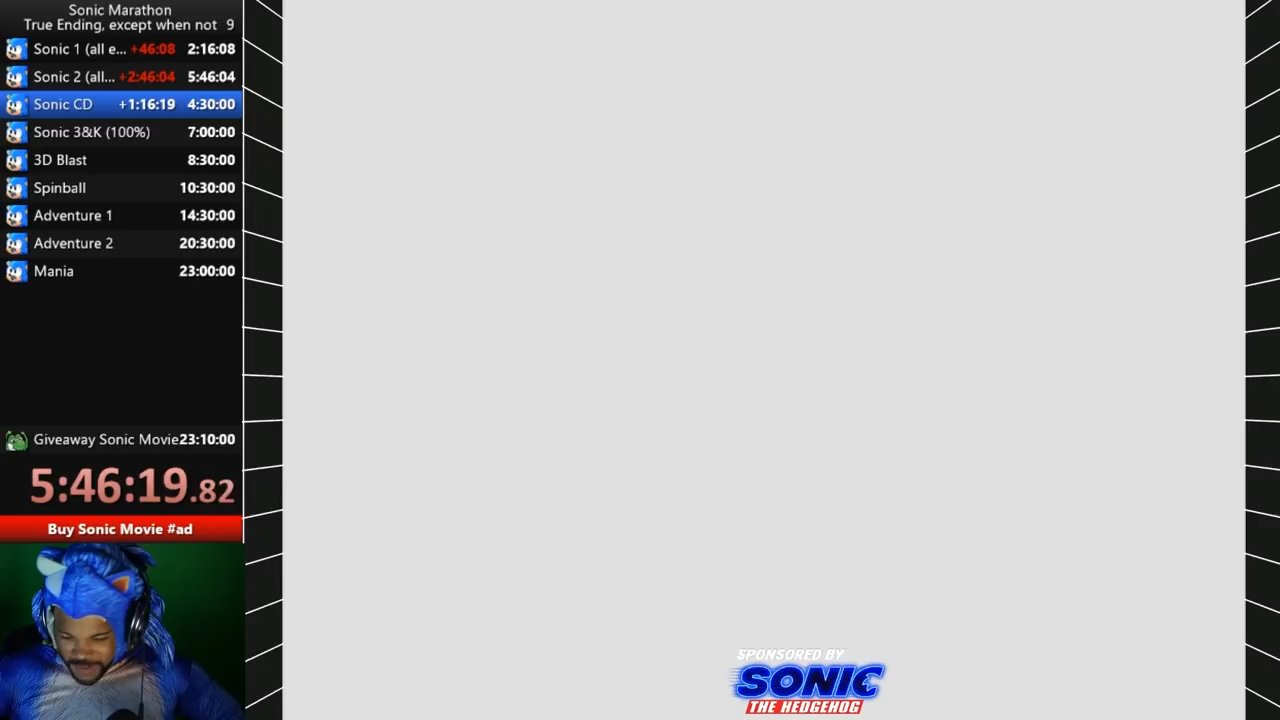 Sonic Marathon
True Ending, except when not 9
Sonic 1 (all e... +46:08 2:16:08
Sonic 2 (all... +2:46:04 5:46:04
Sonic CD +1:16:19 4:30:00
Sonic 3&K (100%) 7:00:00
3D Blast 8:30:00
Spinball 10:30:00
Adventure 1 14:30:00
Adventure 2 20:30:00
Mania 23:00:00
Giveaway Sonic Movie 23:10:00
5:46:19.82
Buy Sonic Movie #ad
SPONSORED BY
SONIC
THE HEDGEHOG